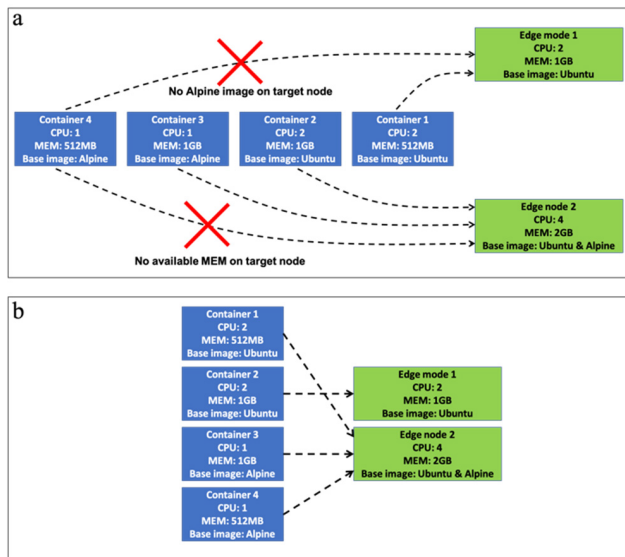 a
Edge mode 1
CPU: 2
MEM: 1GB
Base image: Ubuntu
No Alpine image on target node
Container 4
CPU: 1
MEM: 512MB
Base image: Alpine
Container 3
CPU: 1
MEM: 1GB
Base image: Alpine
Container 2
CPU: 2
MEM: 1GB
Base image: Ubuntu
Container 1
CPU: 2
MEM: 512MB
Base image: Ubuntu
Edge node 2
CPU: 4
MEM: 2GB
Base image: Ubuntu & Alpine
No available MEM on target node
b
Container 1
CPU: 2
MEM: 512MB
Base image: Ubuntu
Container 2
CPU: 2
MEM: 1GB
Base image: Ubuntu
Edge mode 1
CPU: 2
MEM: 1GB
Base image: Ubuntu
Container 3
CPU: 1
MEM: 1GB
Base image: Alpine
Edge node 2
CPU: 4
MEM: 2GB
Base image: Ubuntu & Alpine
Container 4
CPU: 1
MEM: 512MB
Base image: Alpine